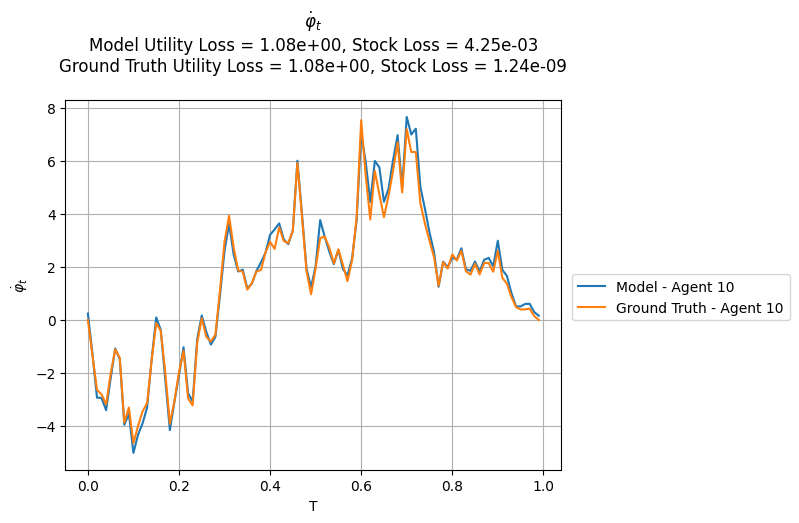 φ̇ₜ
Model Utility Loss = 1.08e+00, Stock Loss = 4.25e-03
Ground Truth Utility Loss = 1.08e+00, Stock Loss = 1.24e-09
8
6
4
2
0
−2
−4
φ̇ₜ
0.0 0.2 0.4 0.6 0.8 1.0
T
Model - Agent 10
Ground Truth - Agent 10